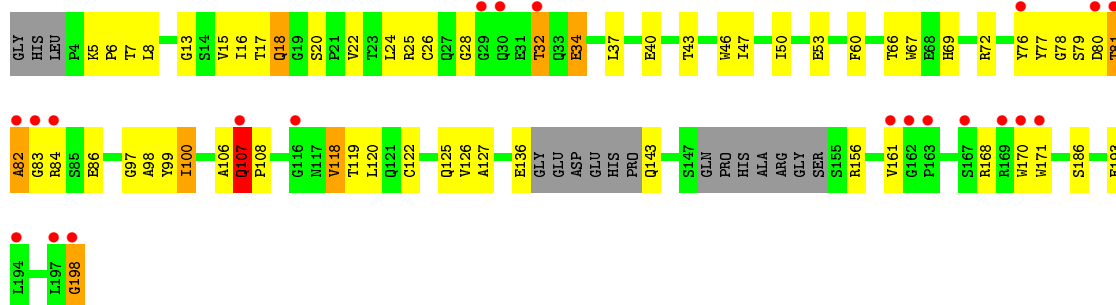 GLY HIS LEU P4 K5 P6 T7 L8 G13 S14 V15 I16 T17 Q18 G19 S20 P21 V22 T23 L24 R25 C26 Q27 G28 G29 Q30 E31 T32 Q33 E34 L37 E40 T43 W46 I47 I50 E53 F60 T66 W67 E68 H69 R72 Y76 Y77 G78 S79 D80
A82 G83 R84 S85 E86 G97 A98 Y99 I100 A106 Q107 P108 G116 N117 V118 T119 L120 Q121 C122 Q125 V126 A127 E136 GLY GLU GLU ASP GLU HIS PRO Q143 S147 GLN PRO HIS ALA ARG GLY SER S155 R156 V161 G162 P163 S167 R168 R169 W170 W171 S186
L194 L197 G198